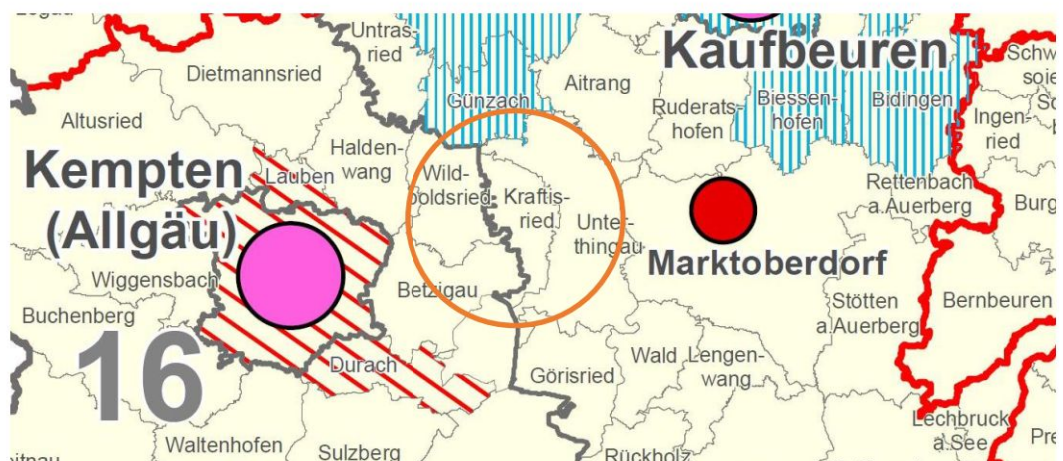 Untras-
ried
Dietmannsried
Altusried
Günzach
Aitrang
Kaufbeuren
Ruderats-
hofen
Biessen-
hofen
Bidingen
Ingen-
ried
Halden-
wang
Lauben
Kempten
(Allgäu)
Wild-
poldsried
Kraftis-
ried
Unter-
thingau
Rettenbach
a.Auerberg
Marktoberdorf
Wiggensbach
Betzigau
Buchenberg
16
Durach
Stötten
a.Auerberg
Bernbeuren
Wald
Lengen-
wang
Görisried
Waltenhofen
Sulzberg
Rückholz
Lechbruck
a.See